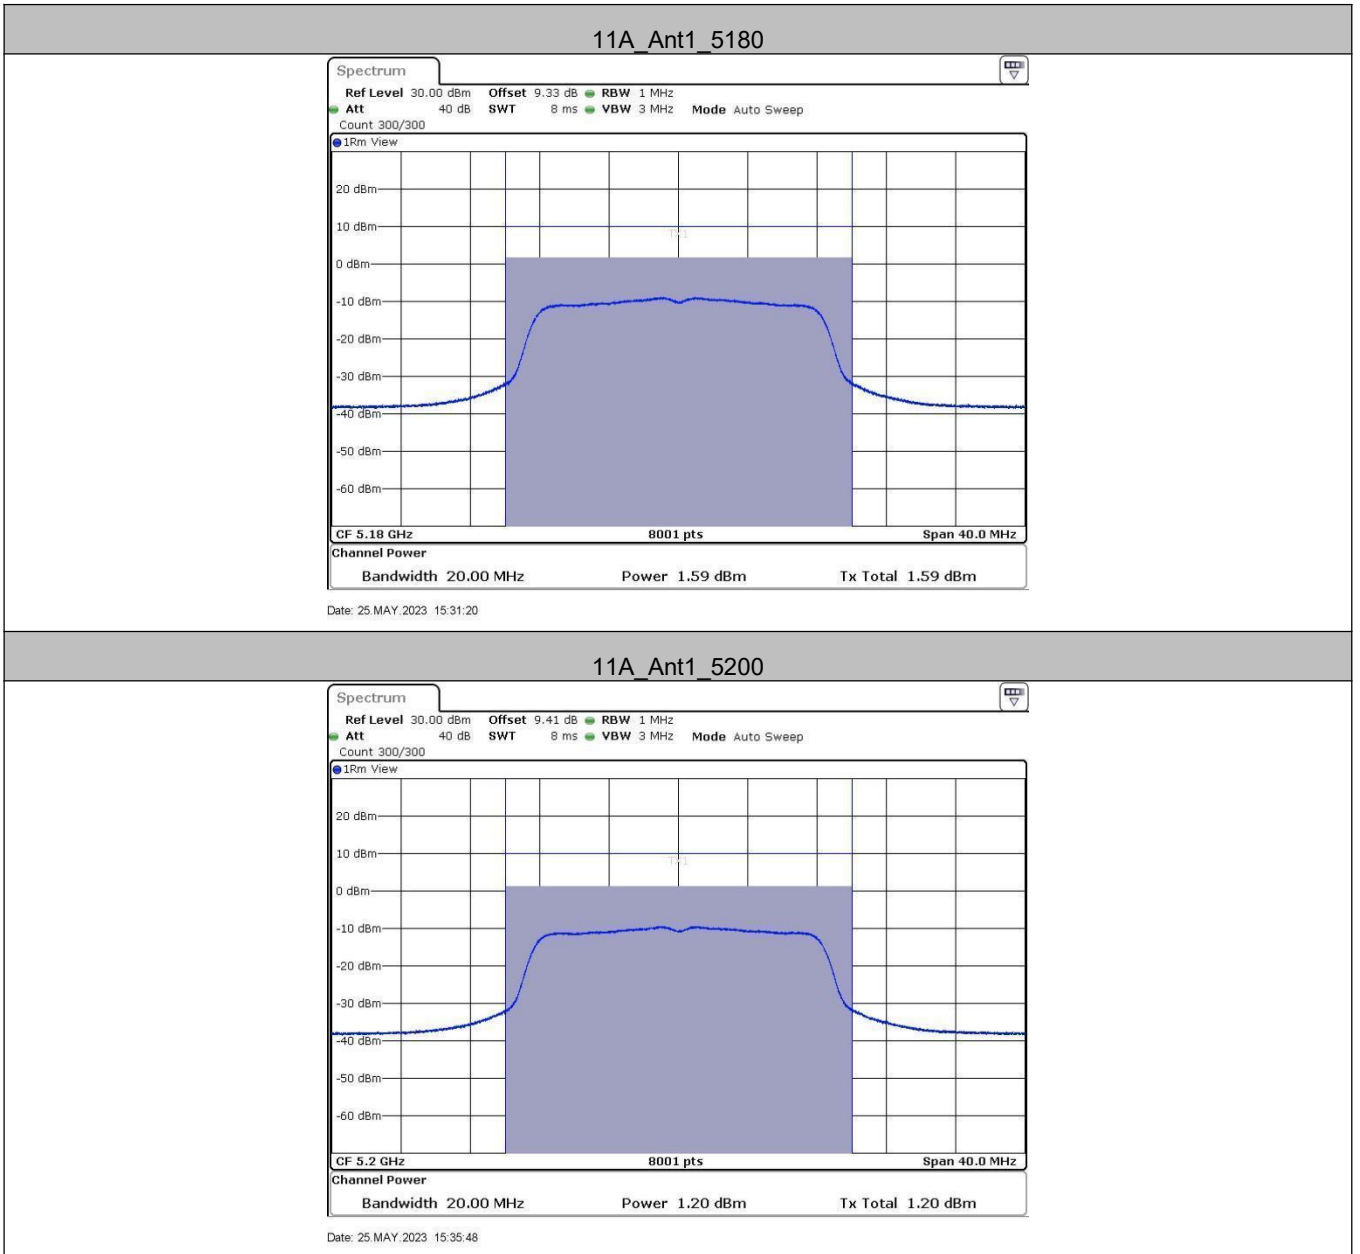 11A_Ant1_5180
Spectrum
Ref Level 30.00 dBm Offset 9.33 dB RBW 1 MHz
Att 40 dB SWT 8 ms VBW 3 MHz Mode Auto Sweep
Count 300/300
1Rm View
20 dBm
10 dBm
0 dBm
-10 dBm
-20 dBm
-30 dBm
-40 dBm
-50 dBm
-60 dBm
CF 5.18 GHz 8001 pts Span 40.0 MHz
Channel Power
Bandwidth 20.00 MHz Power 1.59 dBm Tx Total 1.59 dBm
Date: 25.MAY.2023 15:31:20
11A_Ant1_5200
Spectrum
Ref Level 30.00 dBm Offset 9.41 dB RBW 1 MHz
Att 40 dB SWT 8 ms VBW 3 MHz Mode Auto Sweep
Count 300/300
1Rm View
20 dBm
10 dBm
0 dBm
-10 dBm
-20 dBm
-30 dBm
-40 dBm
-50 dBm
-60 dBm
CF 5.2 GHz 8001 pts Span 40.0 MHz
Channel Power
Bandwidth 20.00 MHz Power 1.20 dBm Tx Total 1.20 dBm
Date: 25.MAY.2023 15:35:48